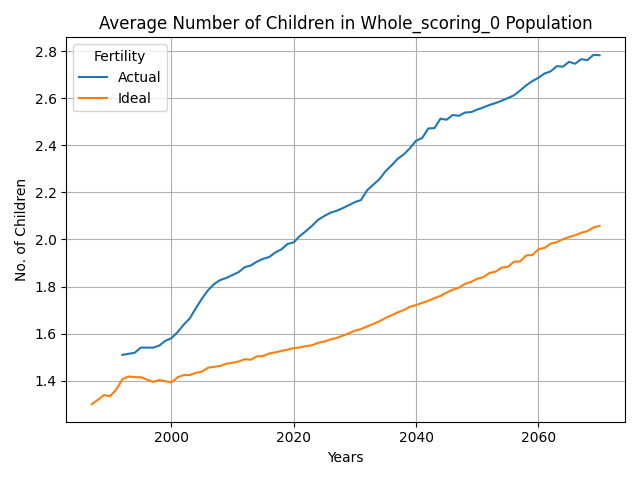 Average Number of Children in Whole_scoring_0 Population
Fertility
Actual
Ideal
No. of Children
2.8
2.6
2.4
2.2
2.0
1.8
1.6
1.4
2000
2020
2040
2060
Years